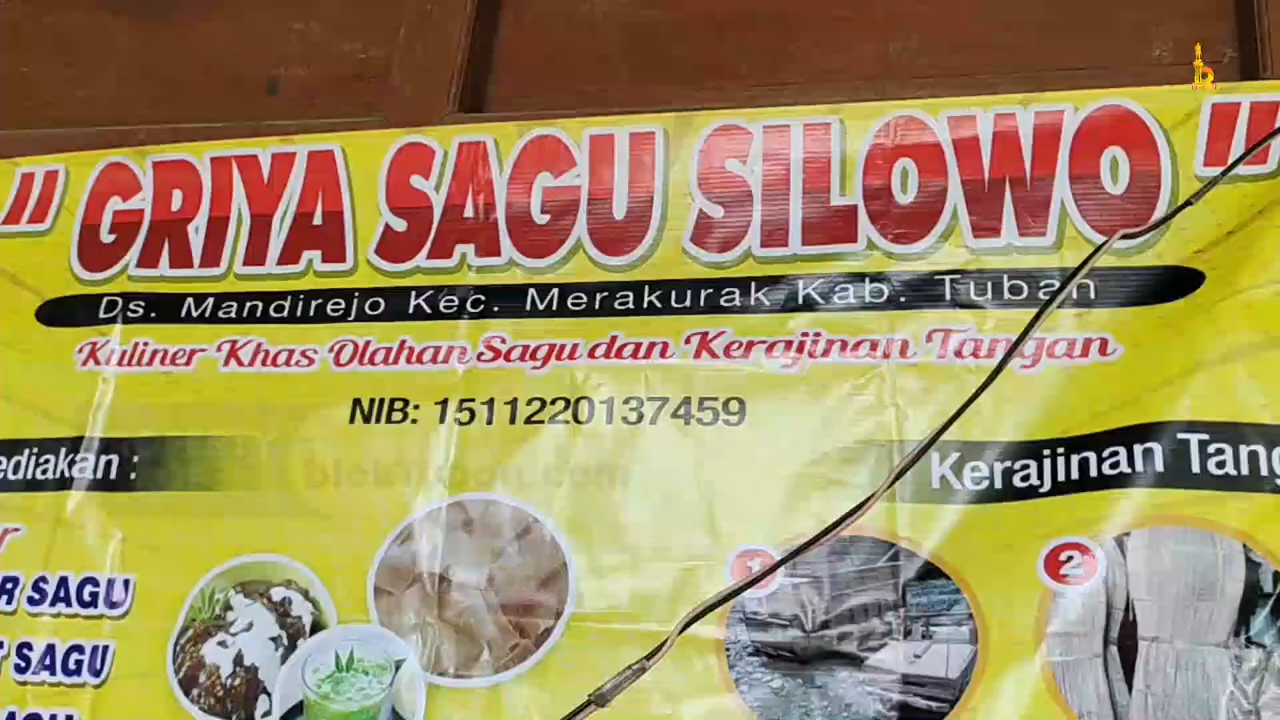 " GRIYA SAGU SILOWO "
Ds. Mandirejo Kec. Merakurak Kab. Tuban
Kuliner Khas Olahan Sagu dan Kerajinan Tangan
NIB: 1511220137459
ediakan :
Kerajinan Tang
R SAGU
T SAGU
1
2